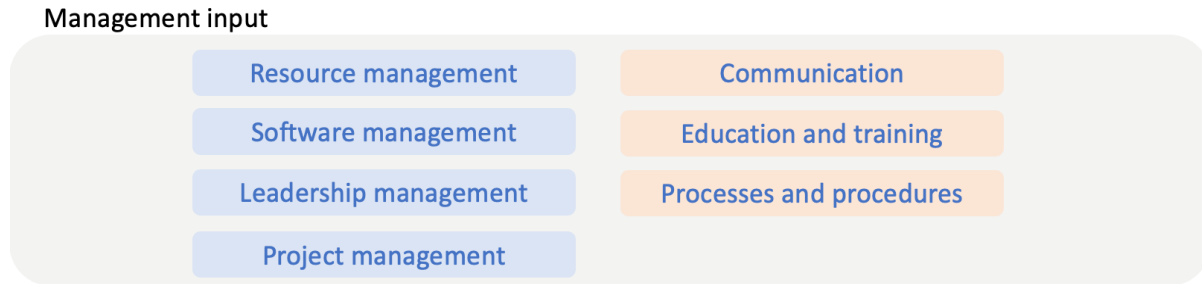 Management input
Resource management
Communication
Software management
Education and training
Leadership management
Processes and procedures
Project management